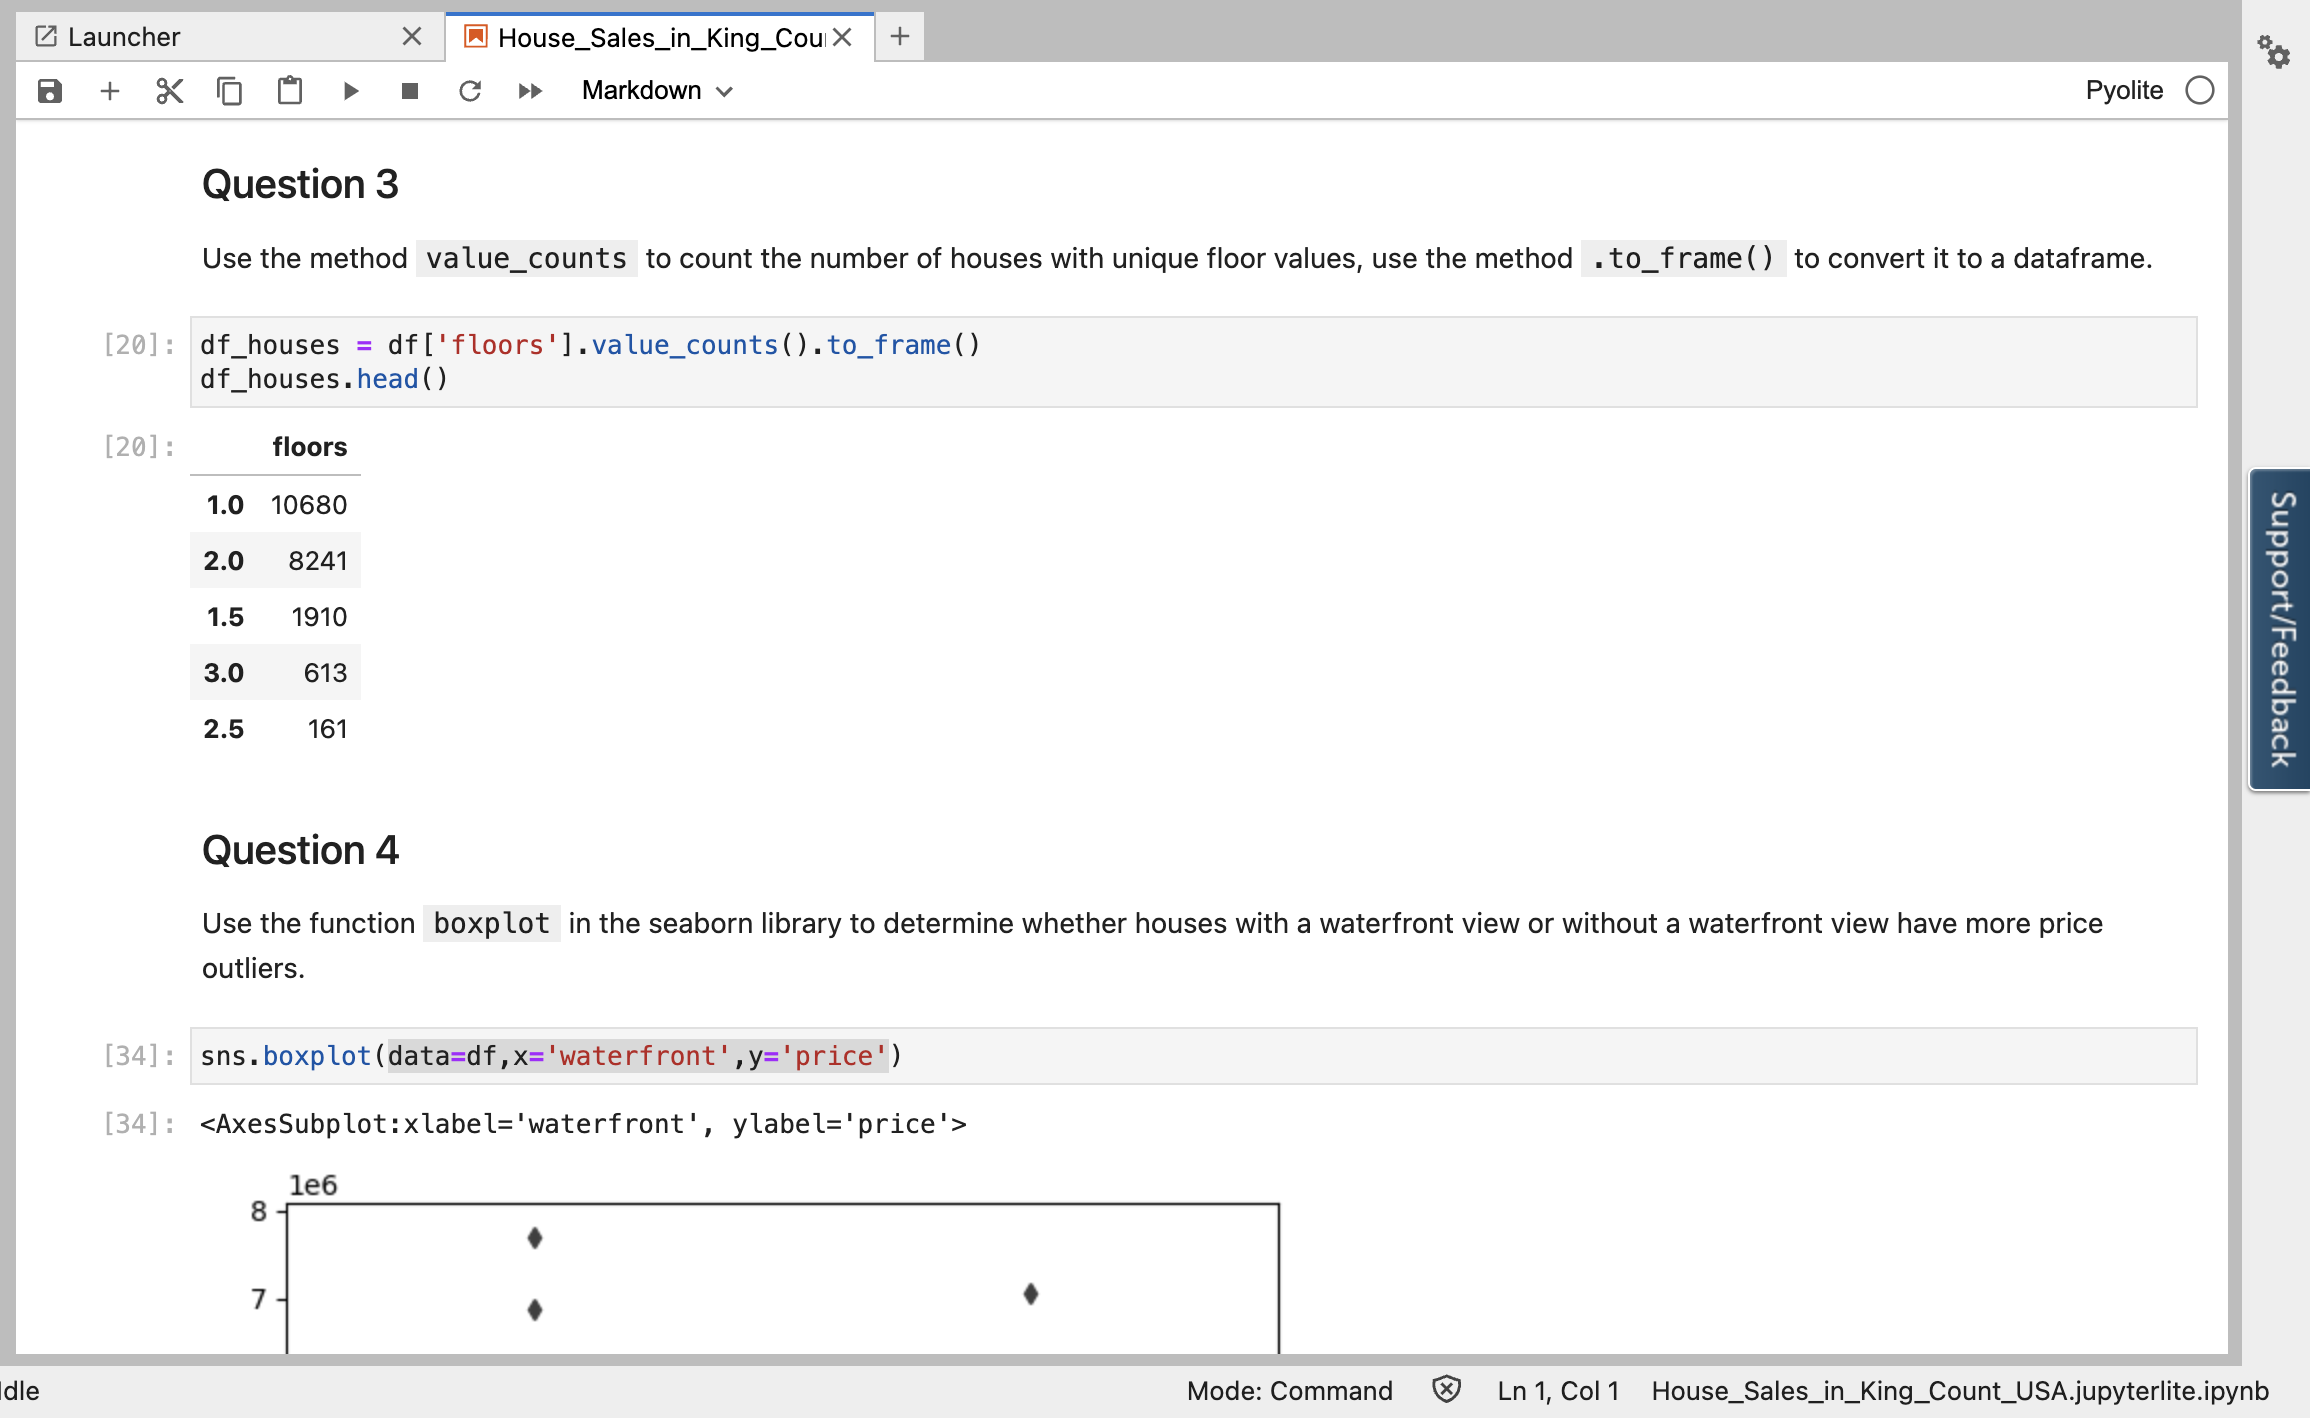 Launcher
House_Sales_in_King_Cou
Markdown
Pyolite
Question 3
Use the method value_counts to count the number of houses with unique floor values, use the method .to_frame() to convert it to a dataframe.
[20]: df_houses = df['floors'].value_counts().to_frame()
df_houses.head()
[20]: floors
1.0 10680
2.0 8241
1.5 1910
3.0 613
2.5 161
Question 4
Use the function boxplot in the seaborn library to determine whether houses with a waterfront view or without a waterfront view have more price
outliers.
[34]: sns.boxplot(data=df,x='waterfront',y='price')
[34]: <AxesSubplot:xlabel='waterfront', ylabel='price'>
1e6
8
7
Support/Feedback
Idle
Mode: Command
Ln 1, Col 1
House_Sales_in_King_Count_USA.jupyterlite.ipynb